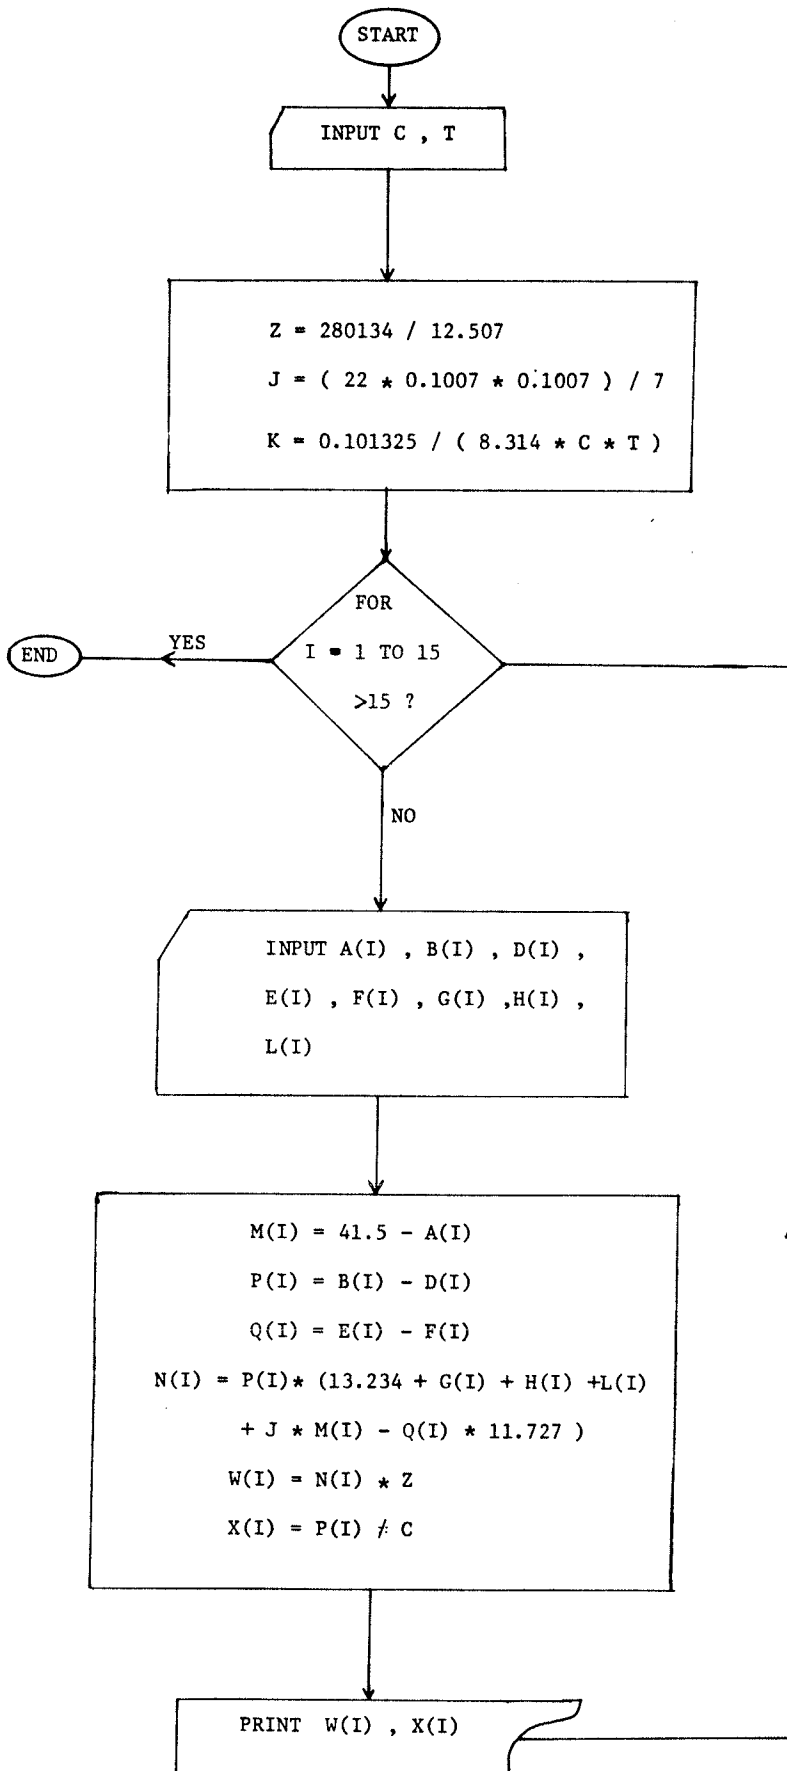 START
INPUT C , T
Z = 280134 / 12.507
J = ( 22 * 0.1007 * 0.1007 ) / 7
K = 0.101325 / ( 8.314 * C * T )
FOR
I = 1 TO 15
>15 ?
YES
END
NO
INPUT A(I) , B(I) , D(I) ,
E(I) , F(I) , G(I) ,H(I) ,
L(I)
M(I) = 41.5 - A(I)
P(I) = B(I) - D(I)
Q(I) = E(I) - F(I)
N(I) = P(I)* (13.234 + G(I) + H(I) +L(I)
+ J * M(I) - Q(I) * 11.727 )
W(I) = N(I) * Z
X(I) = P(I) / C
PRINT W(I) , X(I)